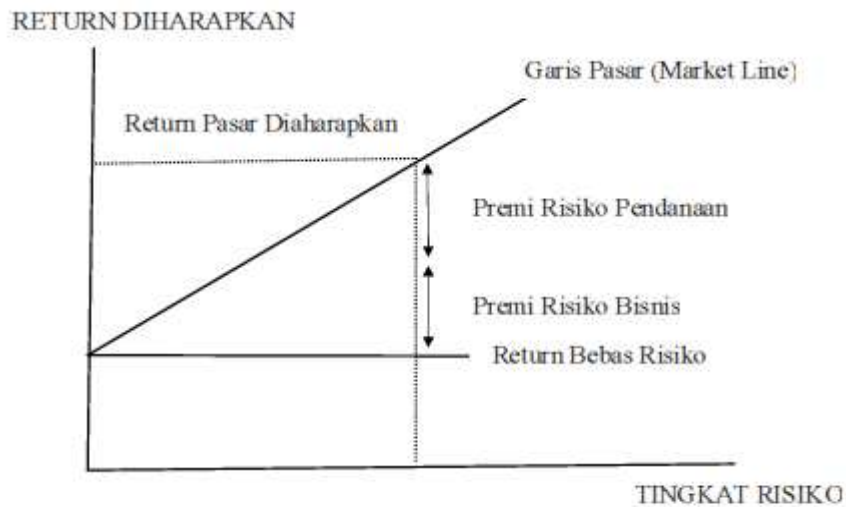 RETURN DIHARAPKAN
Garis Pasar (Market Line)
Return Pasar Diaharapkan
Premi Risiko Pendanaan
Premi Risiko Bisnis
Return Bebas Risiko
TINGKAT RISIKO